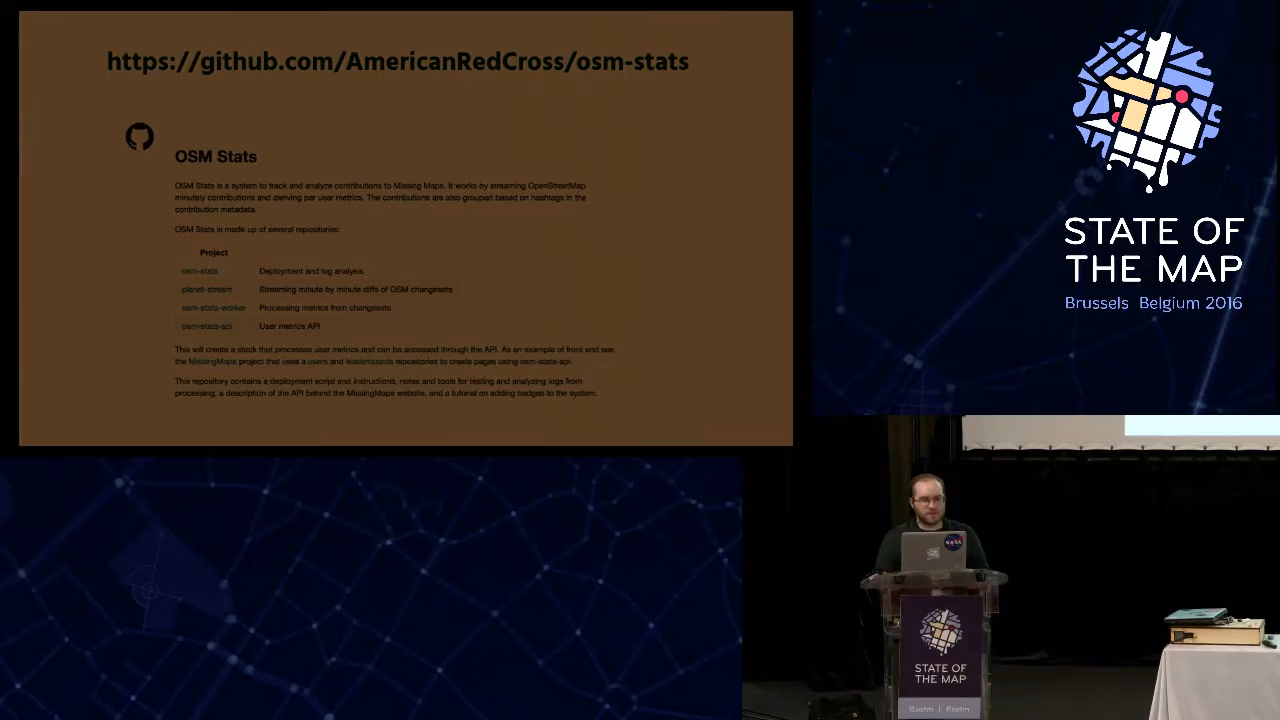 https://github.com/AmericanRedCross/osm-stats
OSM Stats
OSM Stats is a system to track and analyze contributions to Missing Maps. It works by streaming OpenStreetMap
minutely contributions and deriving per user metrics. The contributions are also grouped based on hashtags in the
contribution metadata.
OSM Stats is made up of several repositories:
Project
osm-stats Deployment and log analysis
planet-stream Streaming minute by minute diffs of OSM changesets
osm-stats-worker Processing metrics from changesets
osm-stats-api User metrics API
This will create a stack that processes user metrics and can be accessed through the API. As an example of front end see
the MissingMaps project that uses a users and leaderboards repositories to create pages using osm-stats-api.
This repository contains a deployment script and instructions, notes and tools for testing and analyzing logs from
processing, a description of the API behind the MissingMaps website, and a tutorial on adding badges to the system.
STATE OF
THE MAP
Brussels Belgium 2016
NASA
STATE OF
THE MAP
@sotm | #sotm